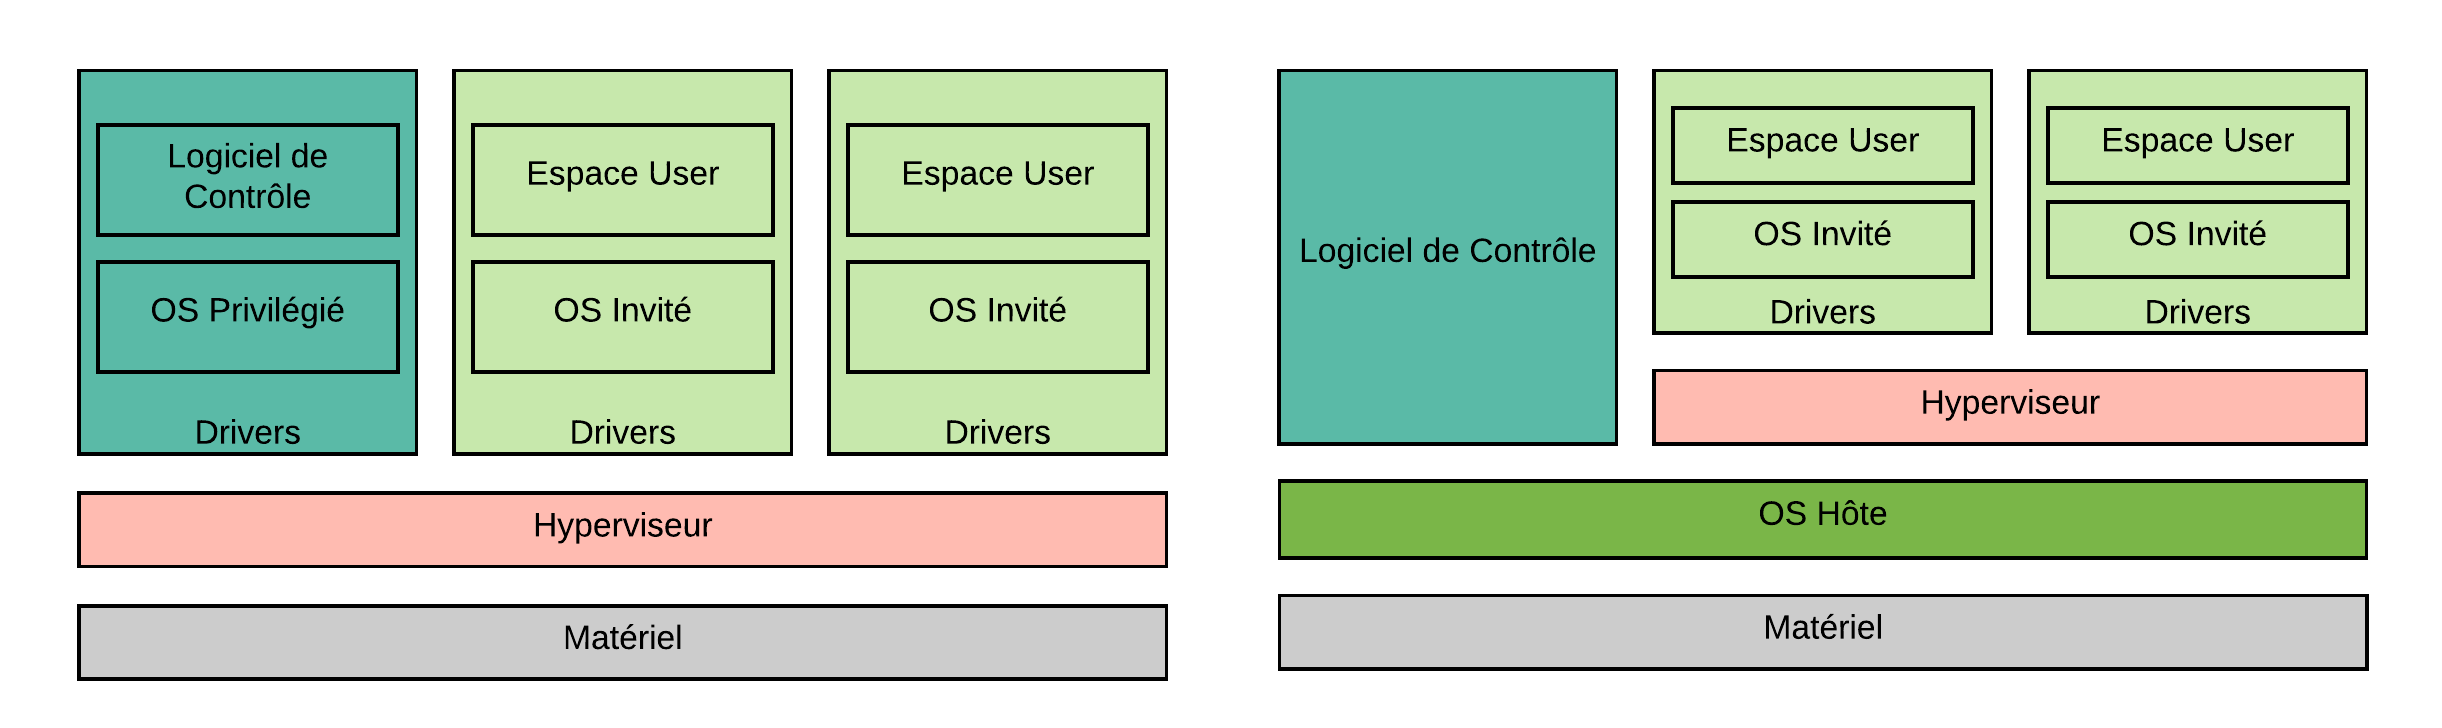 Logiciel de
Contrôle
OS Privilégié
Drivers
Espace User
OS Invité
Drivers
Espace User
OS Invité
Drivers
Hyperviseur
Matériel
Logiciel de Contrôle
Espace User
OS Invité
Drivers
Espace User
OS Invité
Drivers
Hyperviseur
OS Hôte
Matériel